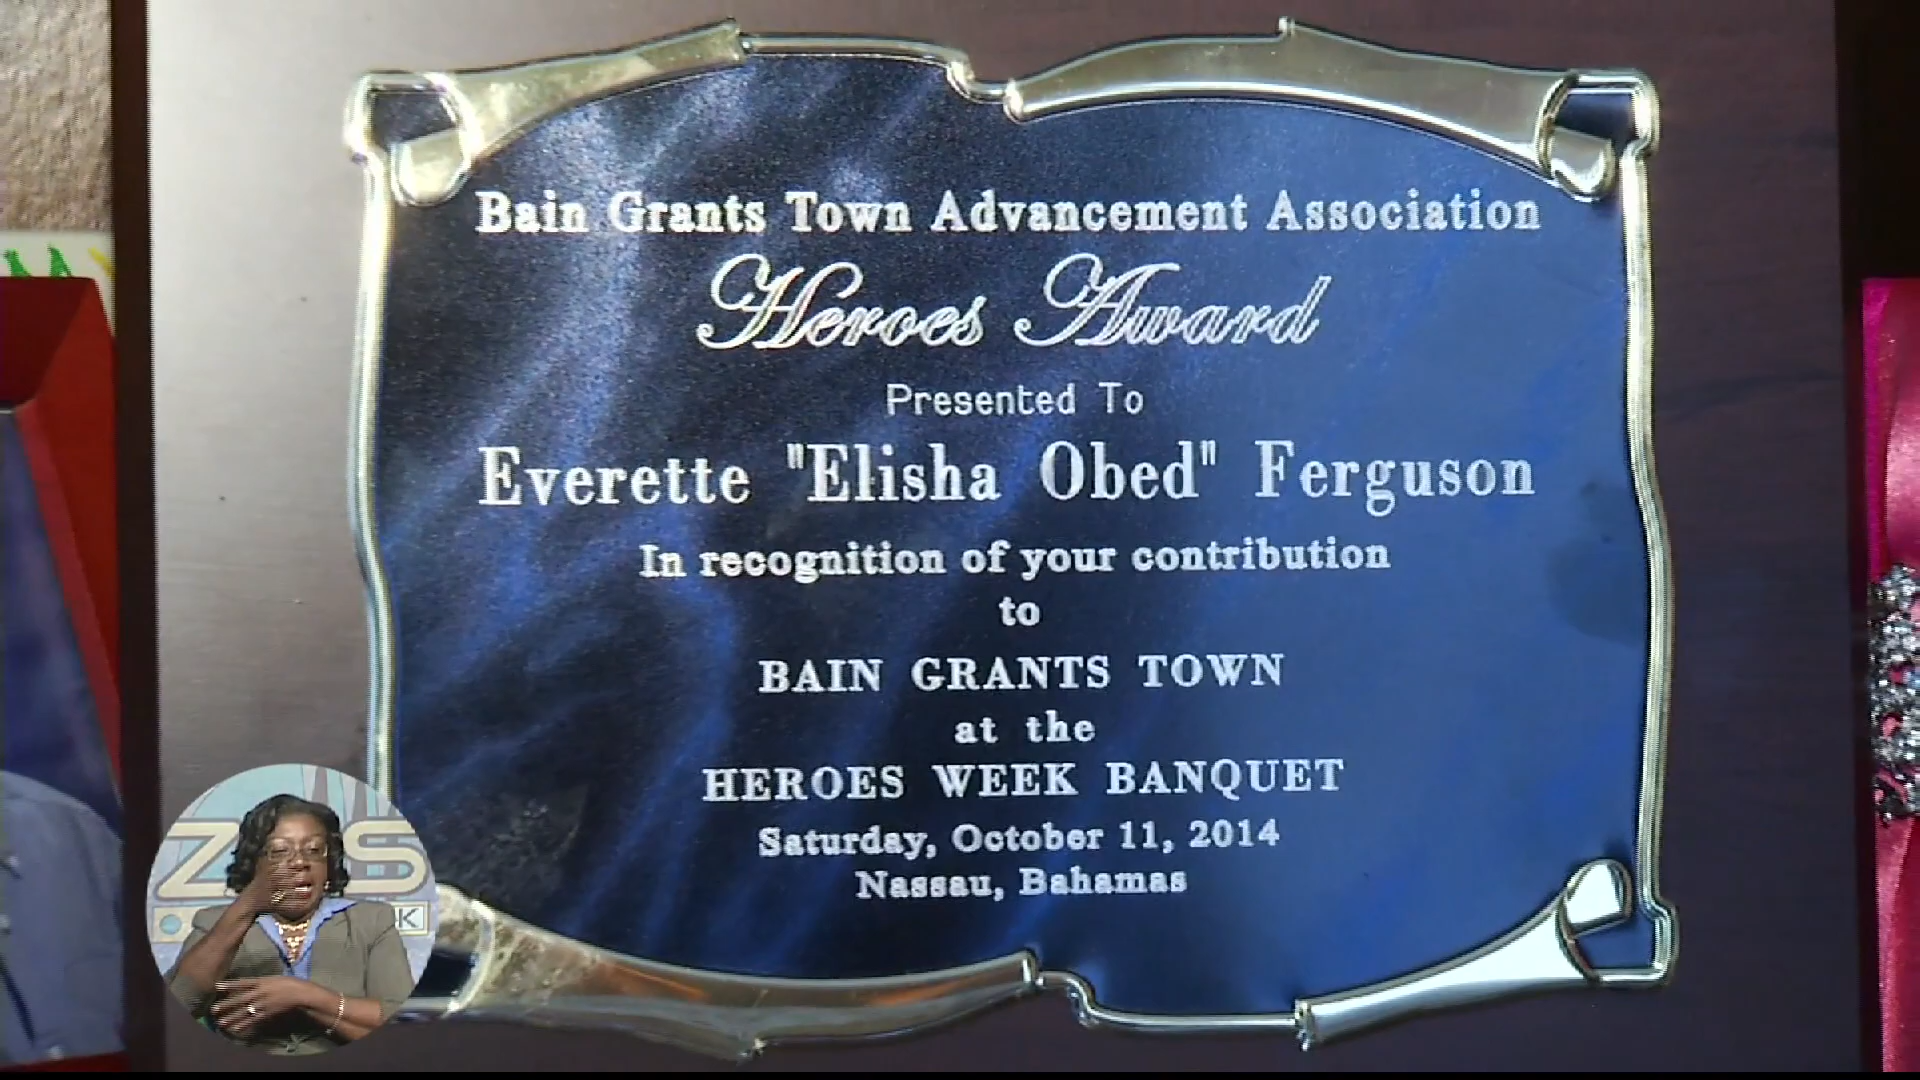 Bain Grants Town Advancement Association
Heroes Award
Presented To
Everette "Elisha Obed" Ferguson
In recognition of your contribution
to
BAIN GRANTS TOWN
at the
HEROES WEEK BANQUET
Saturday, October 11, 2014
Nassau, Bahamas